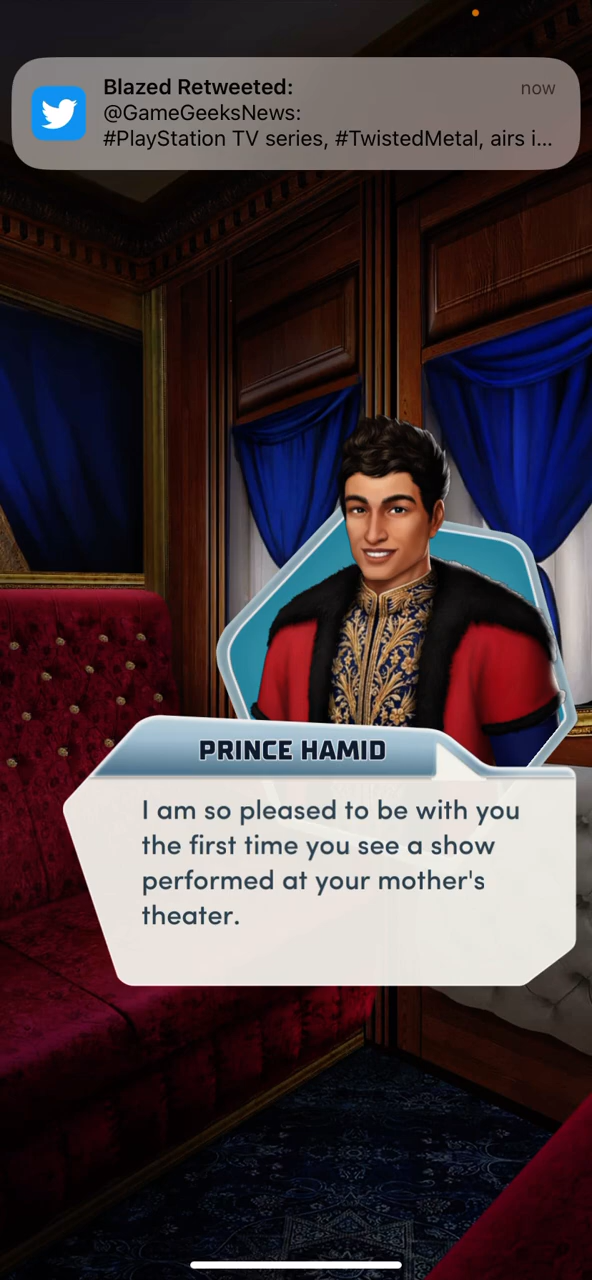 Blazed Retweeted:
now
@GameGeeksNews:
#PlayStation TV series, #TwistedMetal, airs i...
PRINCE HAMID
I am so pleased to be with you
the first time you see a show
performed at your mother's
theater.